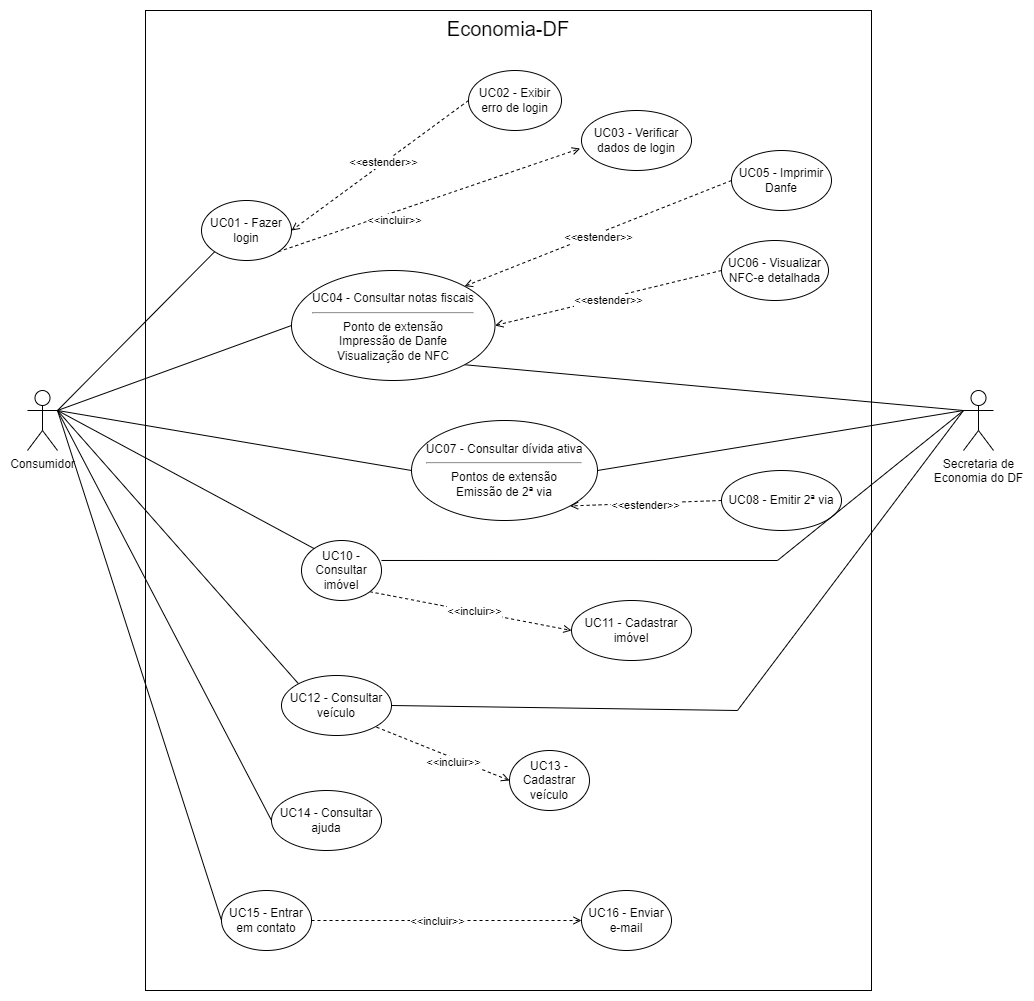 Economia-DF
UC02 - Exibir
erro de login
UC03 - Verificar
dados de login
<<estender>>
UC05 - Imprimir
Danfe
UC01 - Fazer
login
<<incluir>>
<<estender>>
UC06 - Visualizar
NFC-e detalhada
UC04 - Consultar notas fiscais
<<estender>>
Ponto de extensão
Impressão de Danfe
Visualização de NFC
Consumidor
Secretaria de
Economia do DF
UC07 - Consultar dívida ativa
Pontos de extensão
Emissão de 2ª via
<<estender>>
UC08 - Emitir 2ª via
UC10 -
Consultar
imóvel
<<incluir>>
UC11 - Cadastrar
imóvel
UC12 - Consultar
veículo
<<incluir>>
UC13 -
Cadastrar
veículo
UC14 - Consultar
ajuda
UC15 - Entrar
em contato
<<incluir>>
UC16 - Enviar
e-mail